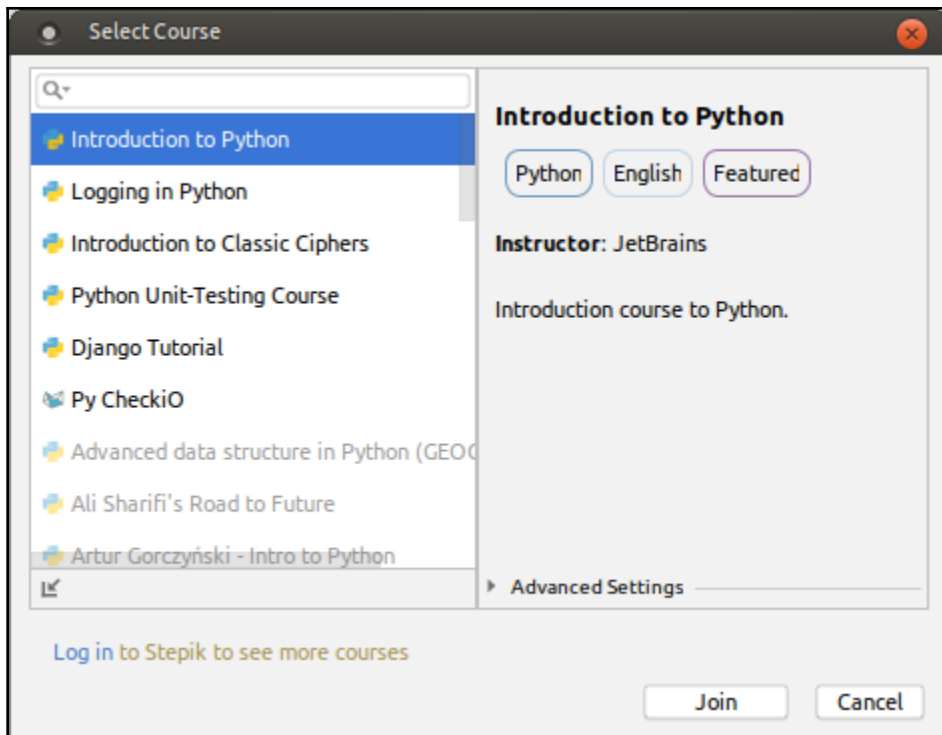 Select Course
Introduction to Python
Logging in Python
Introduction to Classic Ciphers
Python Unit-Testing Course
Django Tutorial
Py CheckiO
Advanced data structure in Python
Ali Sharifi's Road to Future
Artur Gorczyński - Intro to Python
Introduction to Python
Python English Featured
Instructor: JetBrains
Introduction course to Python.
Advanced Settings
Log in to Stepik to see more courses
Join Cancel